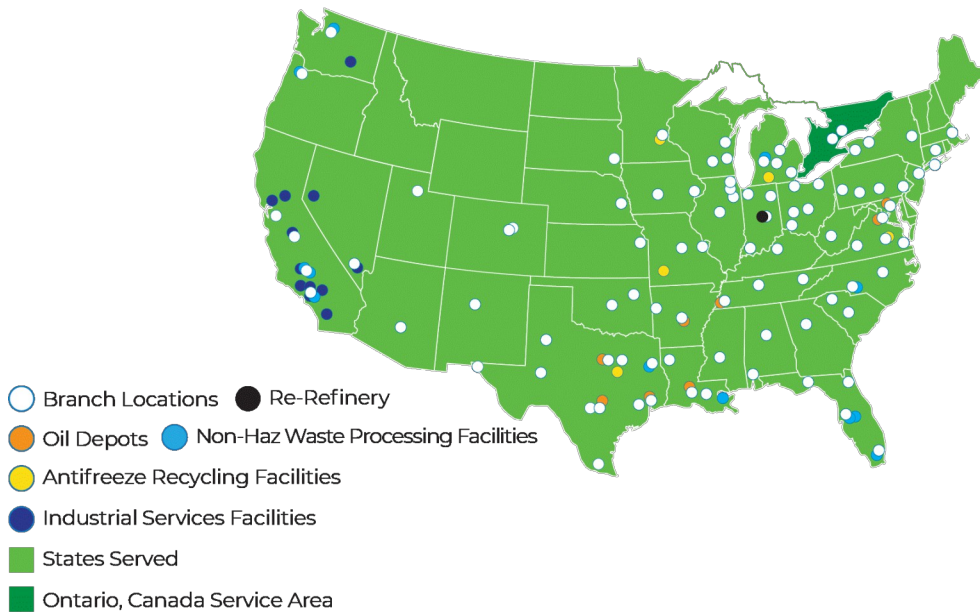 Branch Locations
Re-Refinery
Oil Depots
Non-Haz Waste Processing Facilities
Antifreeze Recycling Facilities
Industrial Services Facilities
States Served
Ontario, Canada Service Area